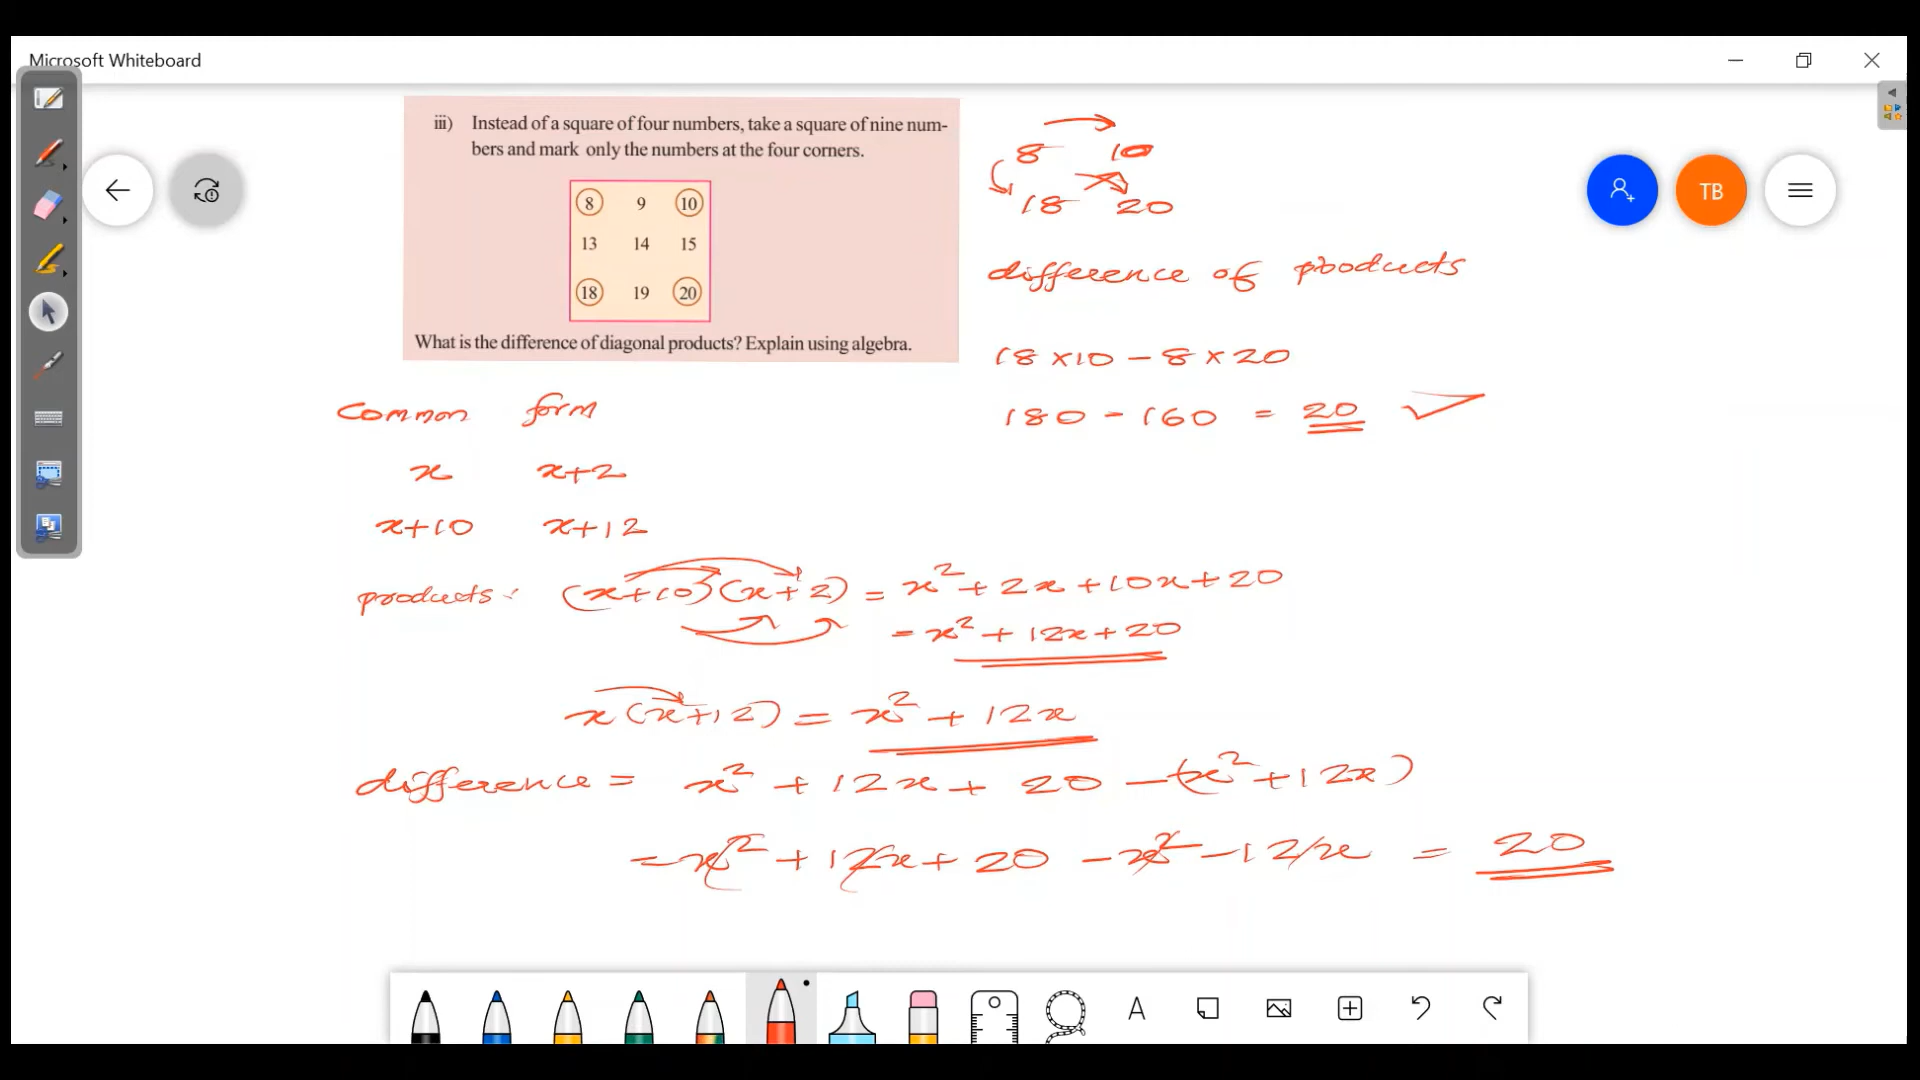 Microsoft Whiteboard
iii) Instead of a square of four numbers, take a square of nine num-
bers and mark only the numbers at the four corners.
8 9 10
13 14 15
18 19 20
What is the difference of diagonal products? Explain using algebra.
8 10
18 20
difference of products
18 × 10 - 8 × 20
180 - 160 = 20
TB
common form
x x+2
x+10 x+12
products: (x+10)(x+2) = x² + 2x + 10x + 20
= x² + 12x + 20
x(x+12) = x² + 12x
difference = x² + 12x + 20 - (x² + 12x)
= x² + 12x + 20 - x² - 12x = 20
A